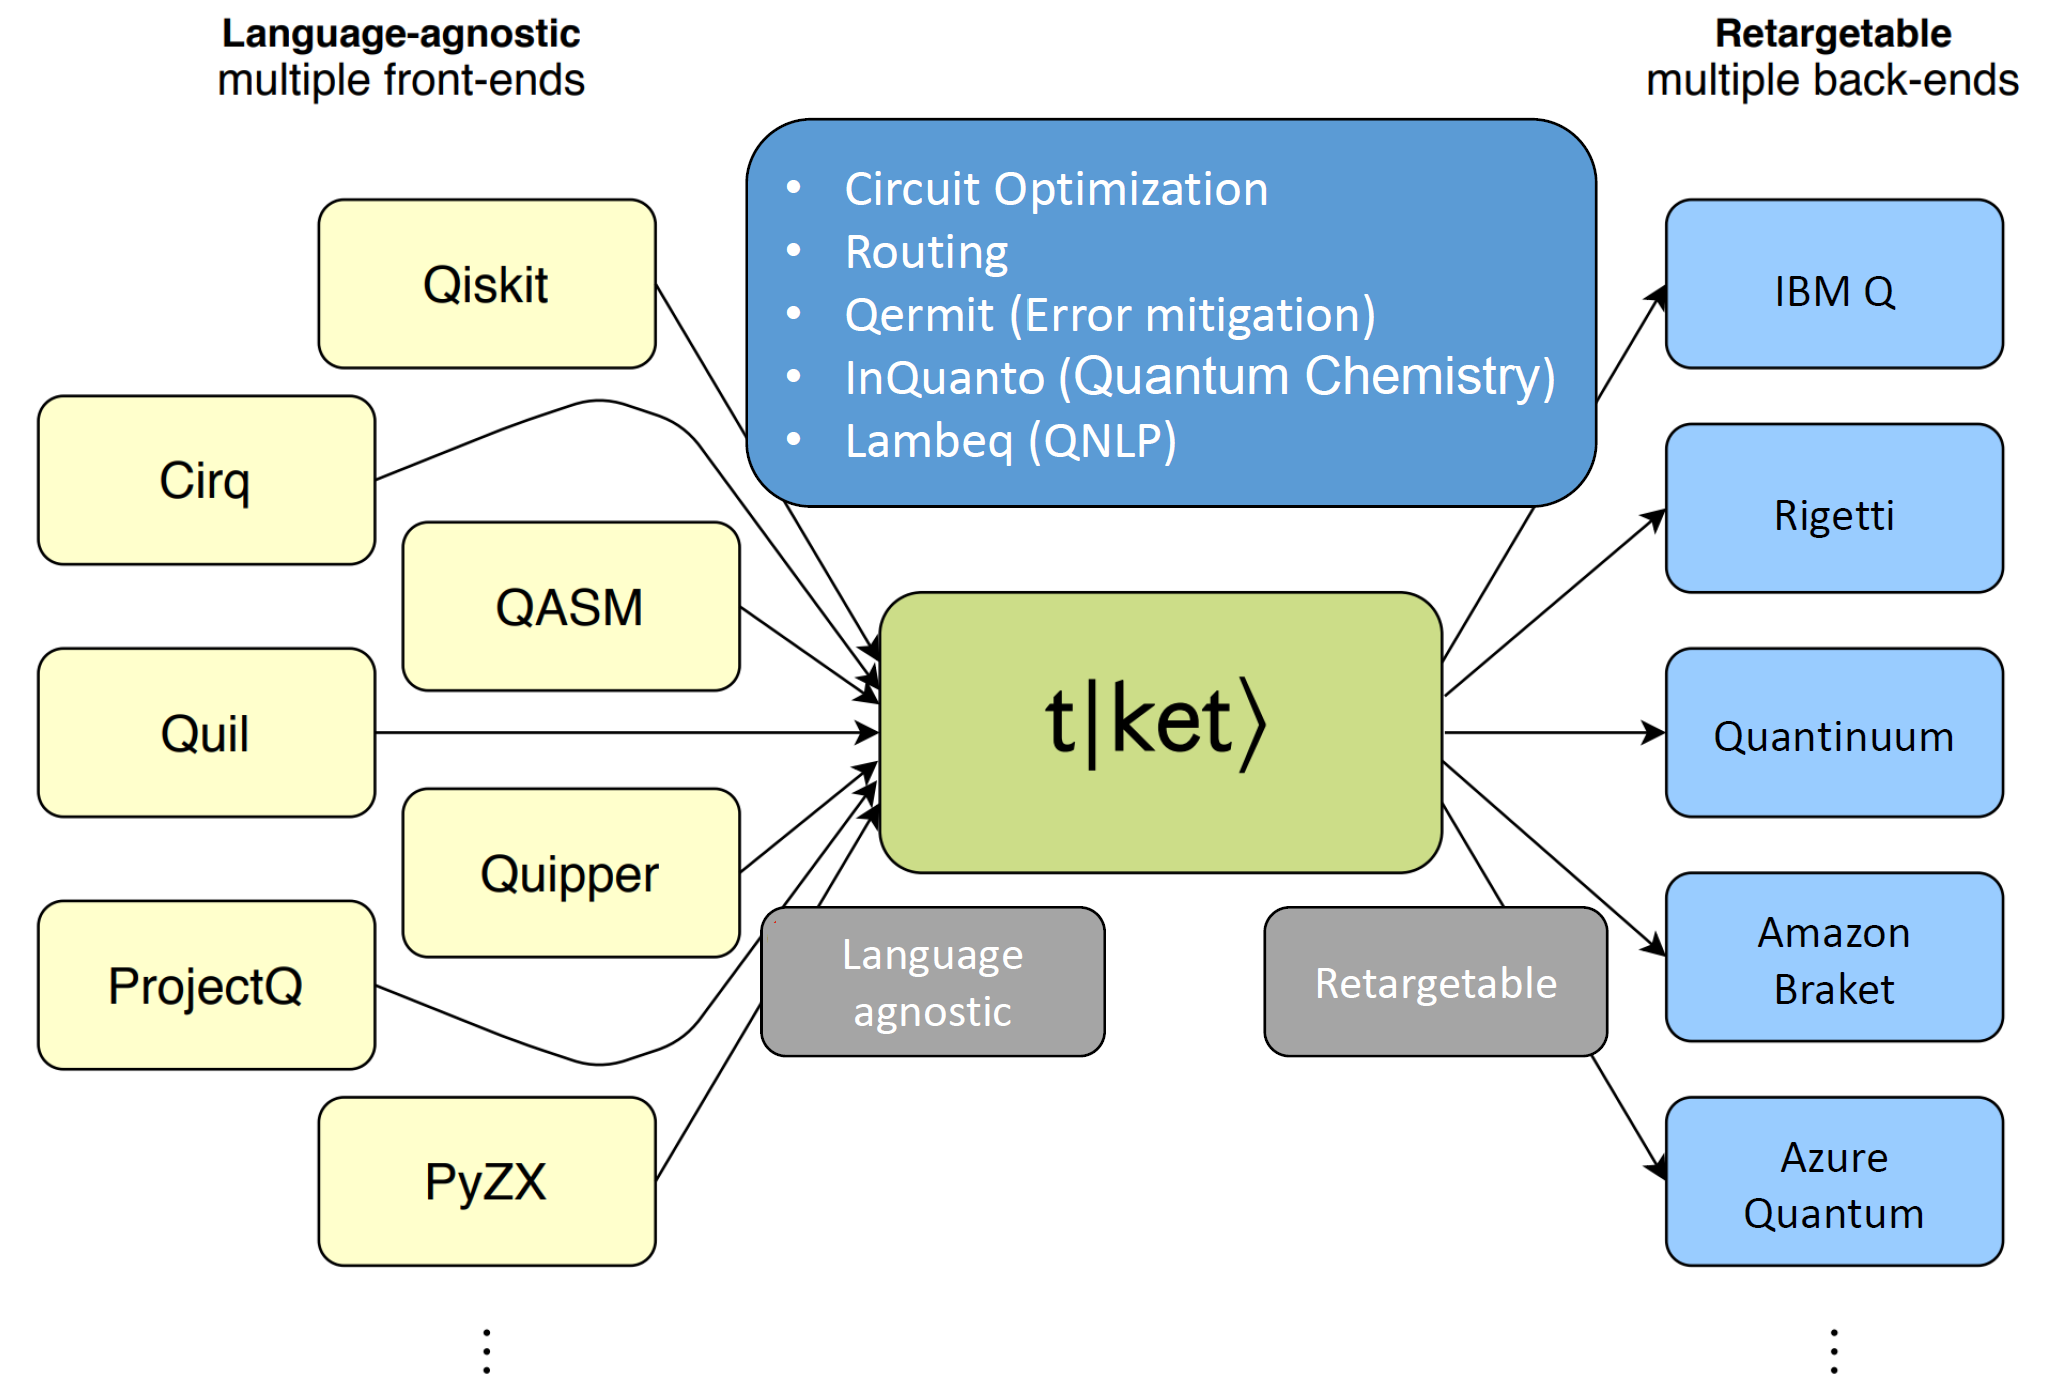 Language-agnostic
multiple front-ends
Retargetable
multiple back-ends
• Circuit Optimization
• Routing
• Qermit (Error mitigation)
• InQuanto (Quantum Chemistry)
• Lambeq (QNLP)
Qiskit
Cirq
QASM
Quil
Quipper
ProjectQ
PyZX
t|ket⟩
Language
agnostic
Retargetable
IBM Q
Rigetti
Quantinuum
Amazon
Braket
Azure
Quantum